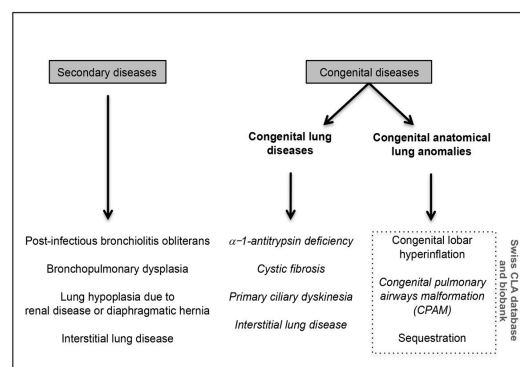 Secondary diseases
Congenital diseases
Congenital lung
diseases
Congenital anatomical
lung anomalies
Post-infectious bronchiolitis obliterans
Bronchopulmonary dysplasia
Lung hypoplasia due to
renal disease or diaphragmatic hernia
Interstitial lung disease
α−1-antitrypsin deficiency
Cystic fibrosis
Primary ciliary dyskinesia
Interstitial lung disease
Congenital lobar
hyperinflation
Congenital pulmonary
airways malformation
(CPAM)
Sequestration
Swiss CLA database
and biobank